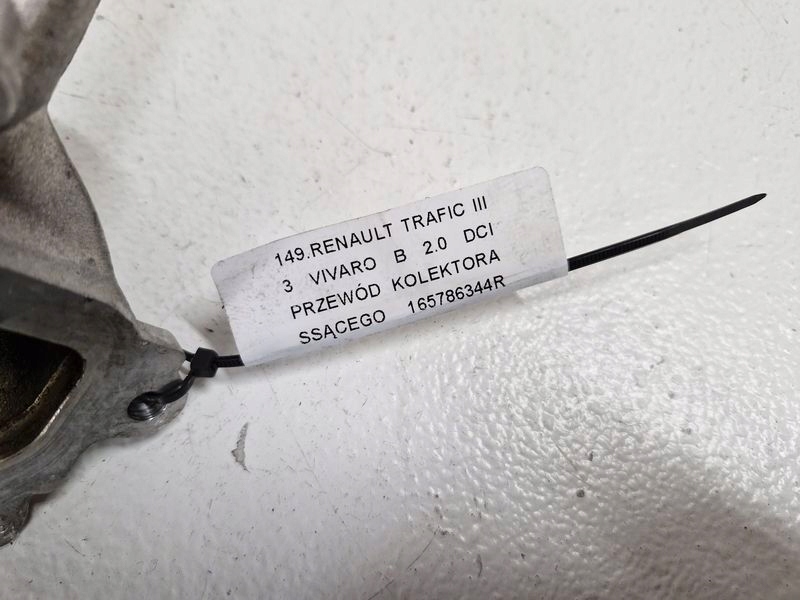 149.RENAULT TRAFIC III
3 VIVARO B 2.0 DCI
PRZEWÓD KOLEKTORA
SSĄCEGO 165786344R